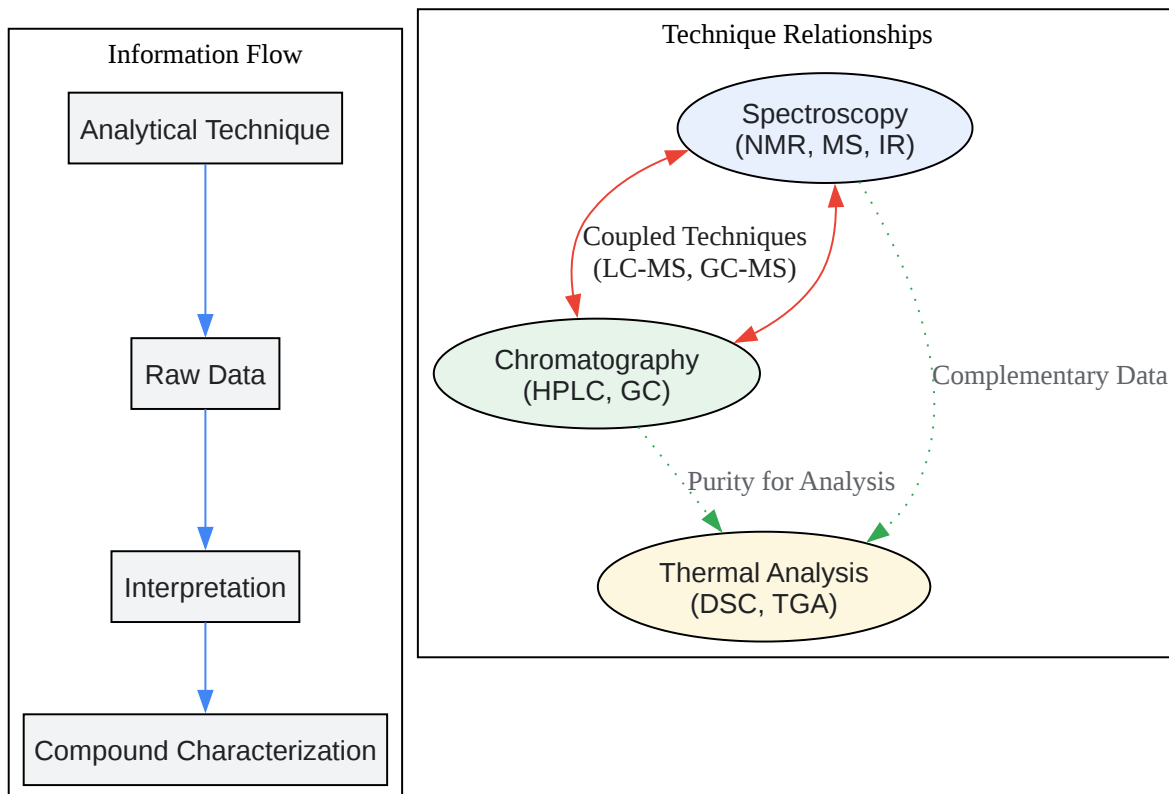 Information Flow
Analytical Technique
Raw Data
Interpretation
Compound Characterization
Technique Relationships
Spectroscopy
(NMR, MS, IR)
Coupled Techniques
(LC-MS, GC-MS)
Chromatography
(HPLC, GC)
Complementary Data
Purity for Analysis
Thermal Analysis
(DSC, TGA)